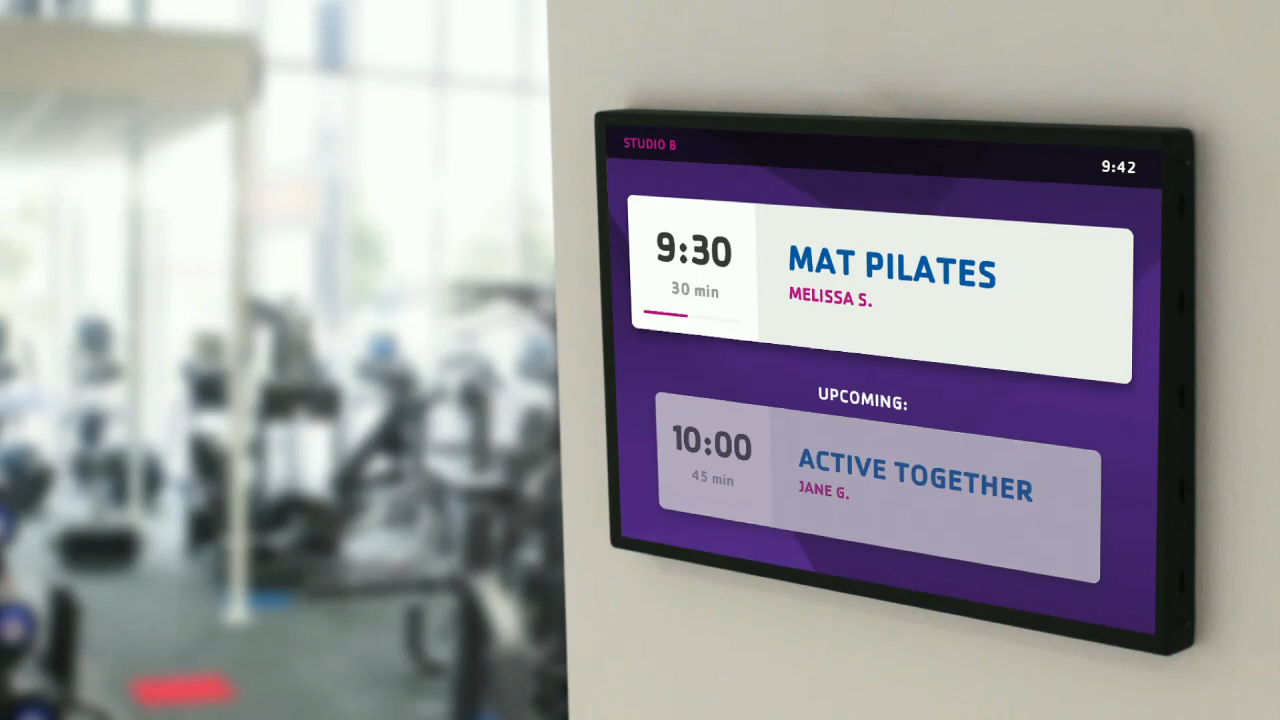 STUDIO B
9:42
9:30
30 min
MAT PILATES
MELISSA S.
UPCOMING:
10:00
45 min
ACTIVE TOGETHER
JANE G.